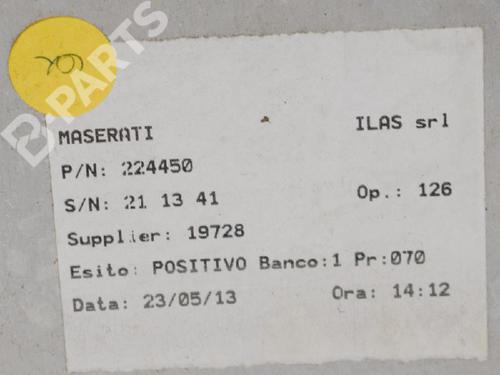 MASERATI ILAS srl
P/N: 224450
S/N: 21 13 41 Op.: 126
Supplier: 19728
Esito: POSITIVO Banco:1 Pr:070
Data: 23/05/13 Ora: 14:12
B-PARTS